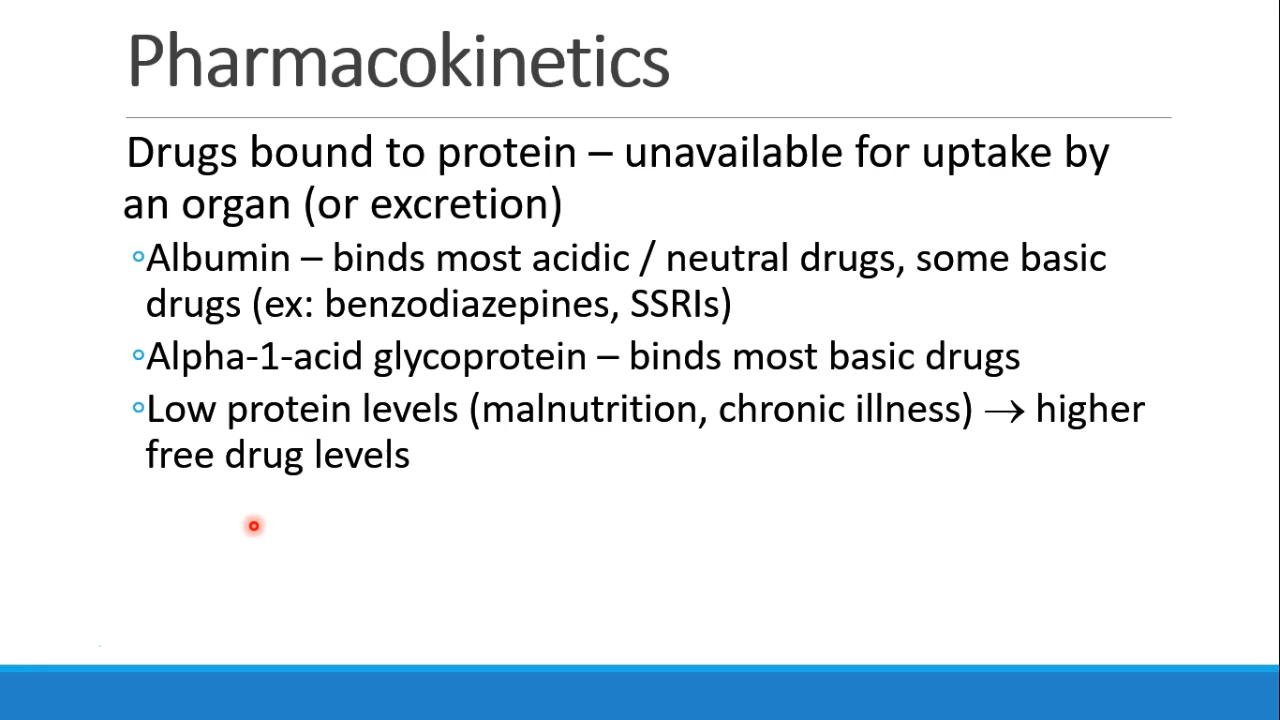 Pharmacokinetics
Drugs bound to protein – unavailable for uptake by
an organ (or excretion)
◦Albumin – binds most acidic / neutral drugs, some basic
drugs (ex: benzodiazepines, SSRIs)
◦Alpha-1-acid glycoprotein – binds most basic drugs
◦Low protein levels (malnutrition, chronic illness) → higher
free drug levels